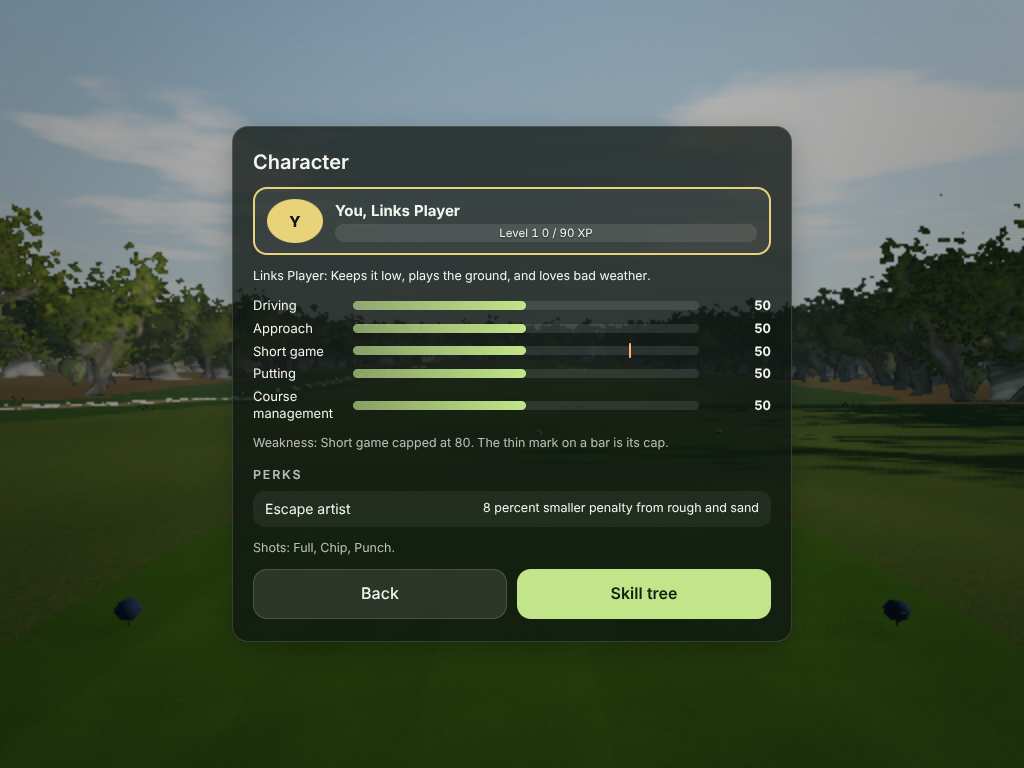 Character
Y
You, Links Player
Level 1 0 / 90 XP
Links Player: Keeps it low, plays the ground, and loves bad weather.
Driving 50
Approach 50
Short game 50
Putting 50
Course management 50
Weakness: Short game capped at 80. The thin mark on a bar is its cap.
PERKS
Escape artist 8 percent smaller penalty from rough and sand
Shots: Full, Chip, Punch.
Back Skill tree